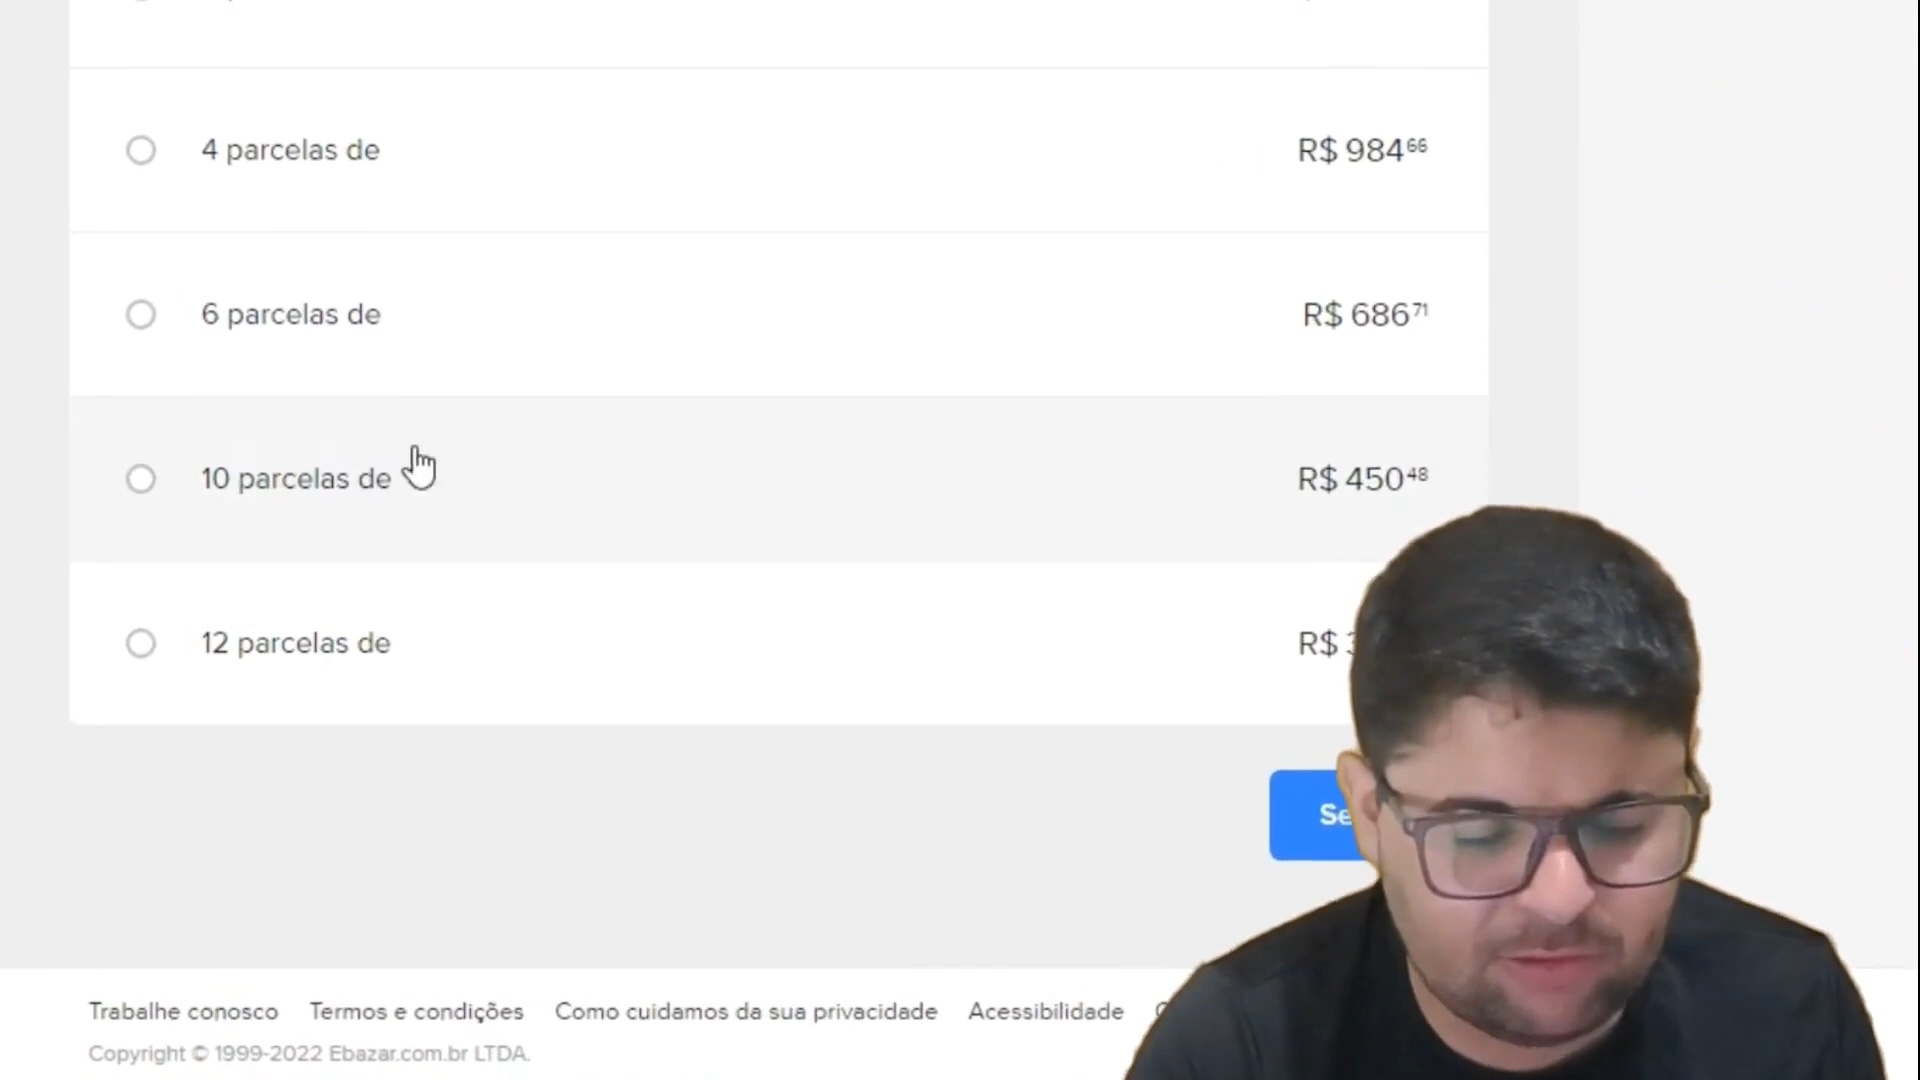 4 parcelas de R$ 984⁶⁶
6 parcelas de R$ 686⁷¹
10 parcelas de R$ 450⁴⁸
12 parcelas de R$
Trabalhe conosco Termos e condições Como cuidamos da sua privacidade Acessibilidade
Copyright © 1999-2022 Ebazar.com.br LTDA.